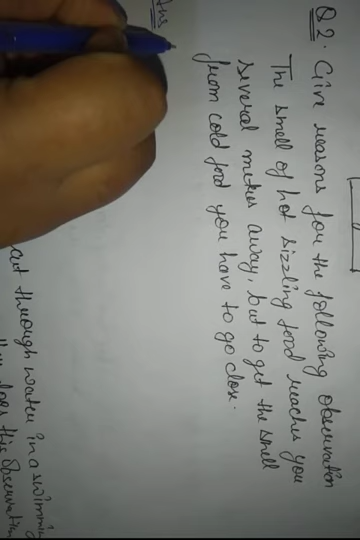 Q2. Give reasons for the following observation
The smell of hot sizzling food reaches you
several metres away, but to get the smell
from cold food you have to go close.
Ans
through water in a swimming
does this observation